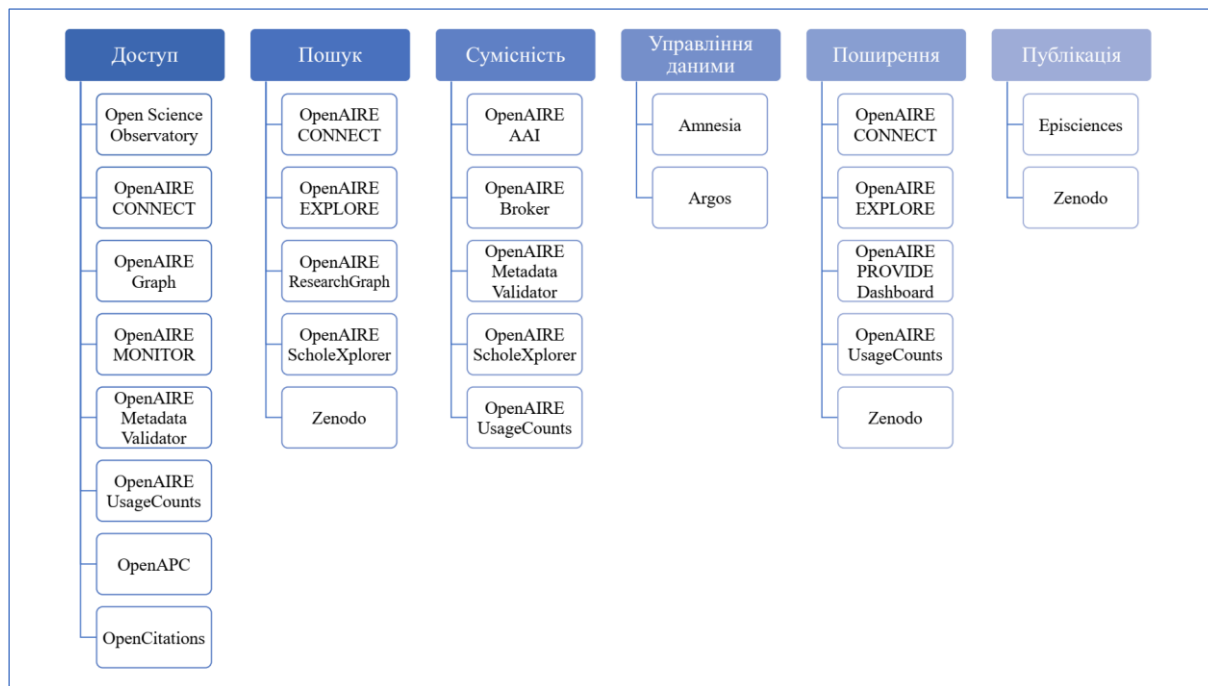 Доступ
Open Science
Observatory
OpenAIRE
CONNECT
OpenAIRE
Graph
OpenAIRE
MONITOR
OpenAIRE
Metadata
Validator
OpenAIRE
UsageCounts
OpenAPC
OpenCitations
Пошук
OpenAIRE
CONNECT
OpenAIRE
EXPLORE
OpenAIRE
ResearchGraph
OpenAIRE
ScholeXplorer
Zenodo
Сумісність
OpenAIRE
AAI
OpenAIRE
Broker
OpenAIRE
Metadata
Validator
OpenAIRE
ScholeXplorer
OpenAIRE
UsageCounts
Управління
даними
Amnesia
Argos
Поширення
OpenAIRE
CONNECT
OpenAIRE
EXPLORE
OpenAIRE
PROVIDE
Dashboard
OpenAIRE
UsageCounts
Zenodo
Публікація
Episciences
Zenodo